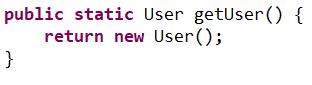 public static User getUser() {
    return new User();
}